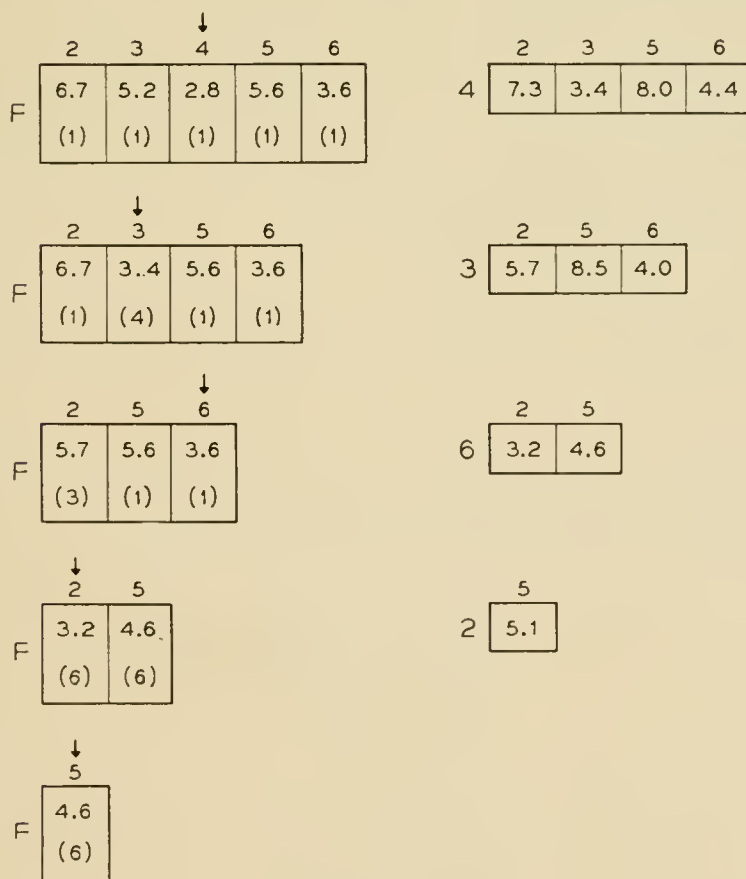 ↓
2 3 4 5 6
F 6.7 5.2 2.8 5.6 3.6
(1) (1) (1) (1) (1)
2 3 5 6
4 7.3 3.4 8.0 4.4
↓
2 3 5 6
F 6.7 3.4 5.6 3.6
(1) (4) (1) (1)
2 5 6
3 5.7 8.5 4.0
↓
2 5 6
F 5.7 5.6 3.6
(3) (1) (1)
2 5
6 3.2 4.6
↓
2 5
F 3.2 4.6
(6) (6)
5
2 5.1
↓
5
F 4.6
(6)